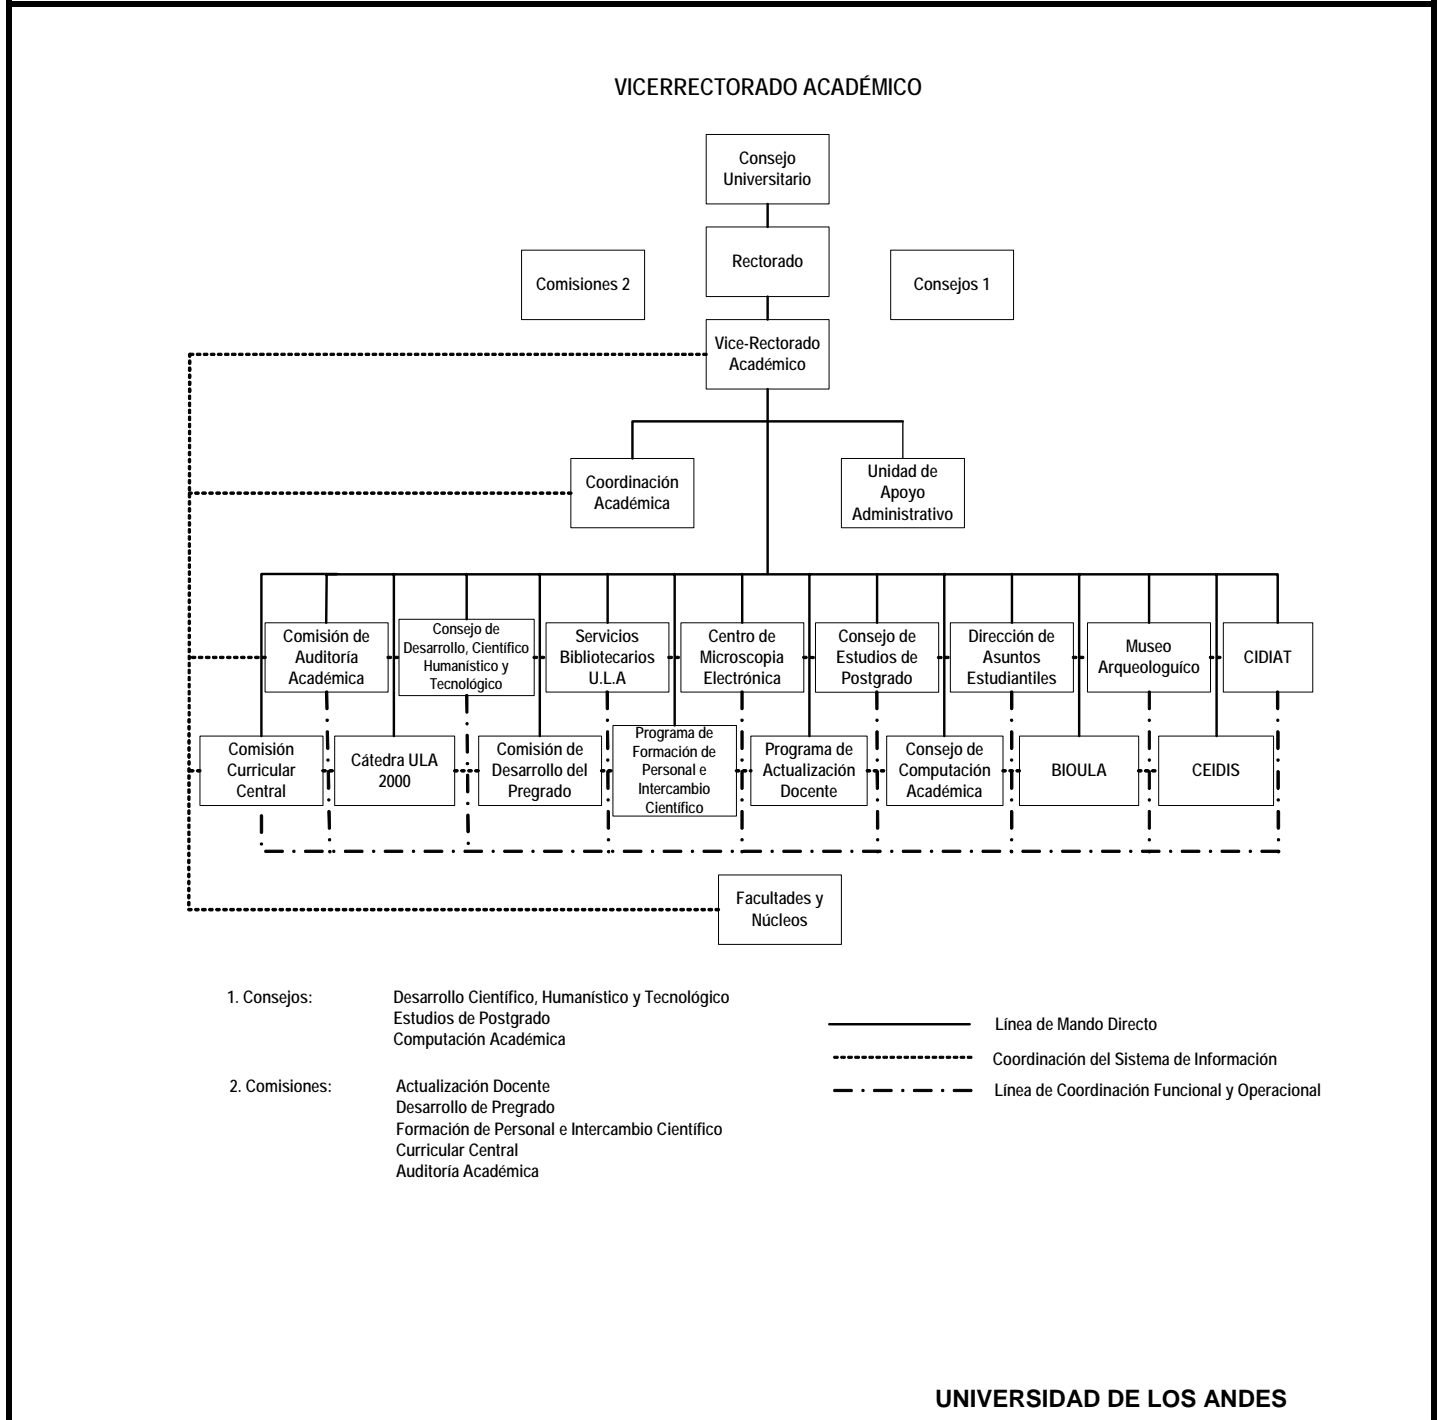 VICERRECTORADO ACADÉMICO
Consejo
Universitario
Rectorado
Comisiones 2
Consejos 1
Vice-Rectorado
Académico
Coordinación
Académica
Unidad de
Apoyo
Administrativo
Comisión de
Auditoría
Académica
Consejo de
Desarrollo, Científico
Humanístico y
Tecnológico
Servicios
Bibliotecarios
U.L.A
Centro de
Microscopia
Electrónica
Consejo de
Estudios de
Postgrado
Dirección de
Asuntos
Estudiantiles
Museo
Arqueologuíco
CIDIAT
Comisión
Curricular
Central
Cátedra ULA
2000
Comisión de
Desarrollo del
Pregrado
Programa de
Formación de
Personal e
Intercambio
Científico
Programa de
Actualización
Docente
Consejo de
Computación
Académica
BIOULA
CEIDIS
Facultades y
Núcleos
1. Consejos:
Desarrollo Científico, Humanístico y Tecnológico
Estudios de Postgrado
Computación Académica
2. Comisiones:
Actualización Docente
Desarrollo de Pregrado
Formación de Personal e Intercambio Científico
Curricular Central
Auditoría Académica
Línea de Mando Directo
Coordinación del Sistema de Información
Línea de Coordinación Funcional y Operacional
UNIVERSIDAD DE LOS ANDES